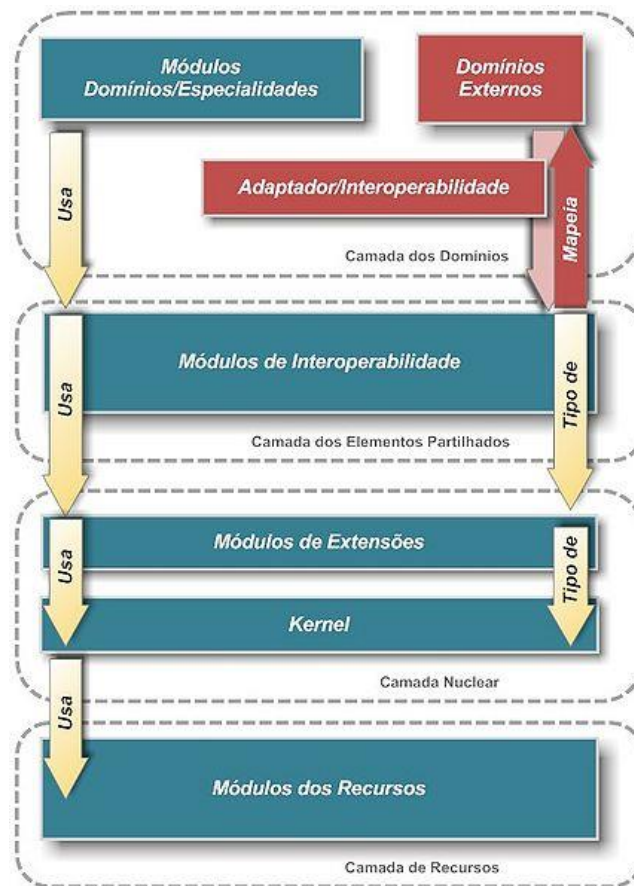 Módulos
Domínios/Especialidades
Domínios
Externos
Adaptador/Interoperabilidade
Usa
Mapeia
Camada dos Domínios
Módulos de Interoperabilidade
Usa
Tipo de
Camada dos Elementos Partilhados
Módulos de Extensões
Usa
Tipo de
Kernel
Camada Nuclear
Usa
Módulos dos Recursos
Camada de Recursos